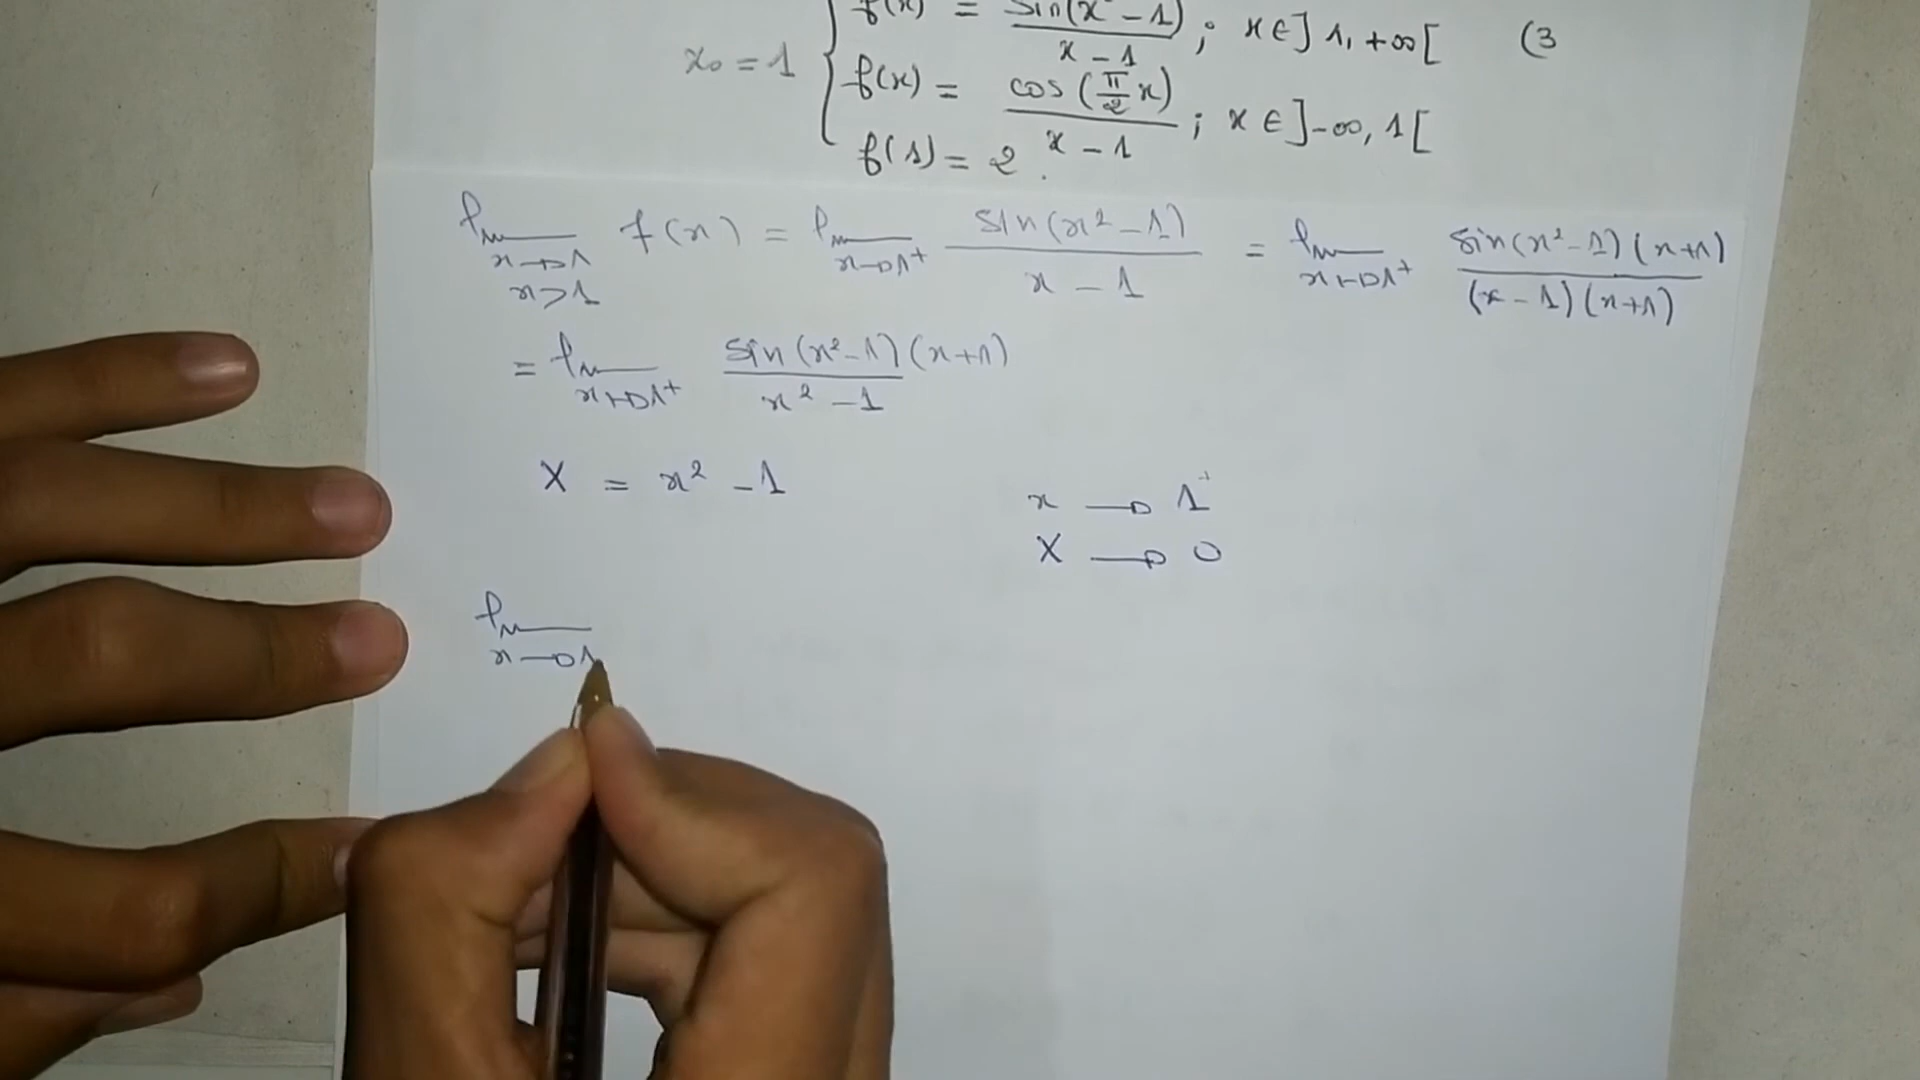 f(x) = sin(x² - 1) / x - 1 ; x ∈ ] 1, +∞ [ (3
x₀ = 1 { f(x) = cos (π/2 x) / x - 1 ; x ∈ ] -∞, 1 [
f(1) = 2.
lim x→1 x>1 f(x) = lim x→1⁺ sin(x² - 1) / x - 1 = lim x→1⁺ sin(x² - 1)(x+1) / (x - 1)(x+1)
= lim x→1⁺ sin(x² - 1)(x+1) / x² - 1
X = x² - 1
x → 1⁺
X → 0
lim x→1